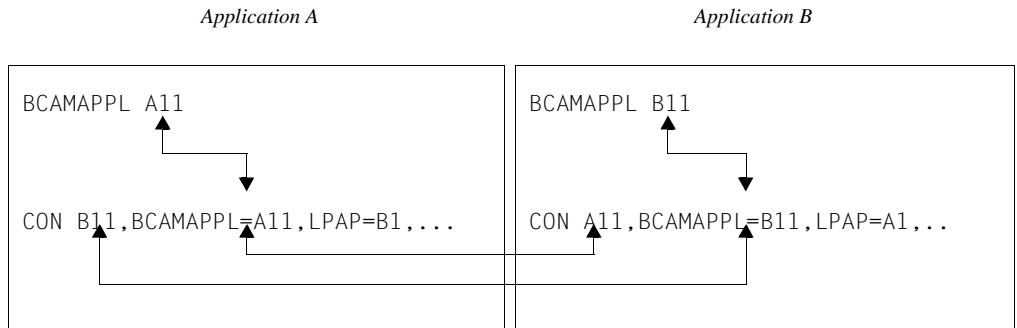 Application A
Application B
BCAMAPPL A11
BCAMAPPL B11
CON B11,BCAMAPPL=A11,LPAP=B1,...
CON A11,BCAMAPPL=B11,LPAP=A1,..